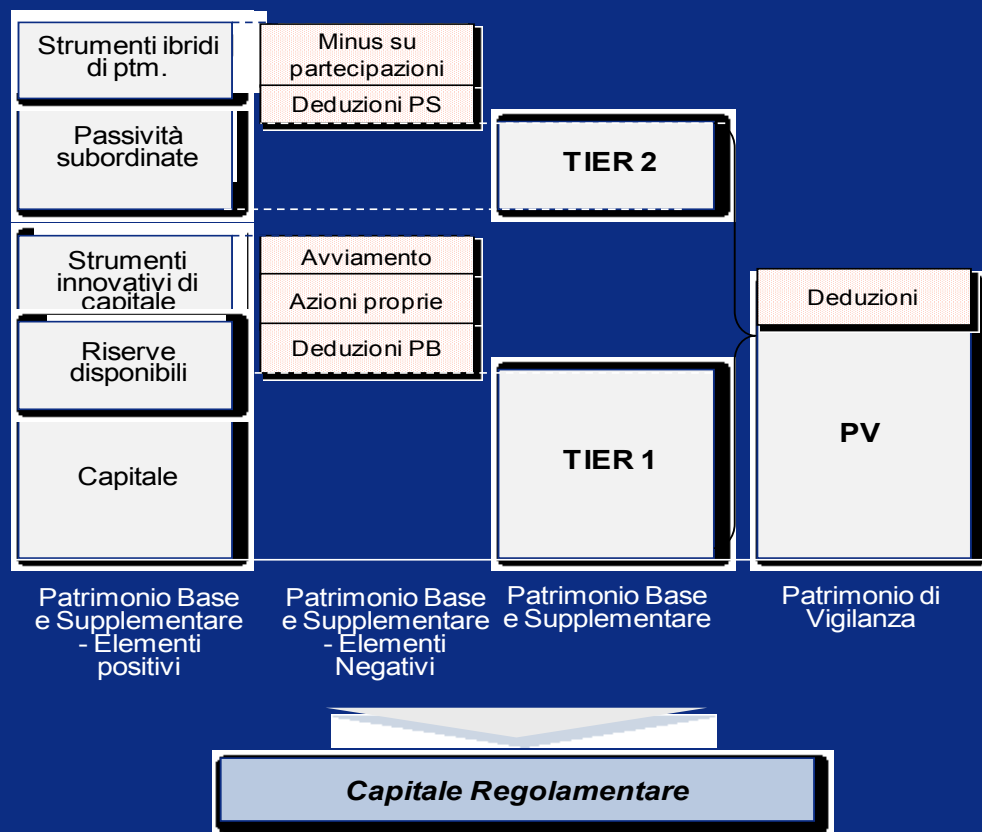 Strumenti ibridi
di ptm.
Passività
subordinate
Strumenti
innovativi di
capitale
Riserve
disponibili
Capitale
Minus su
partecipazioni
Deduzioni PS
Avviamento
Azioni proprie
Deduzioni PB
TIER 2
TIER 1
Deduzioni
PV
Patrimonio Base
e Supplementare
- Elementi
positivi
Patrimonio Base
e Supplementare
- Elementi
Negativi
Patrimonio Base
e Supplementare
Patrimonio di
Vigilanza
Capitale Regolamentare